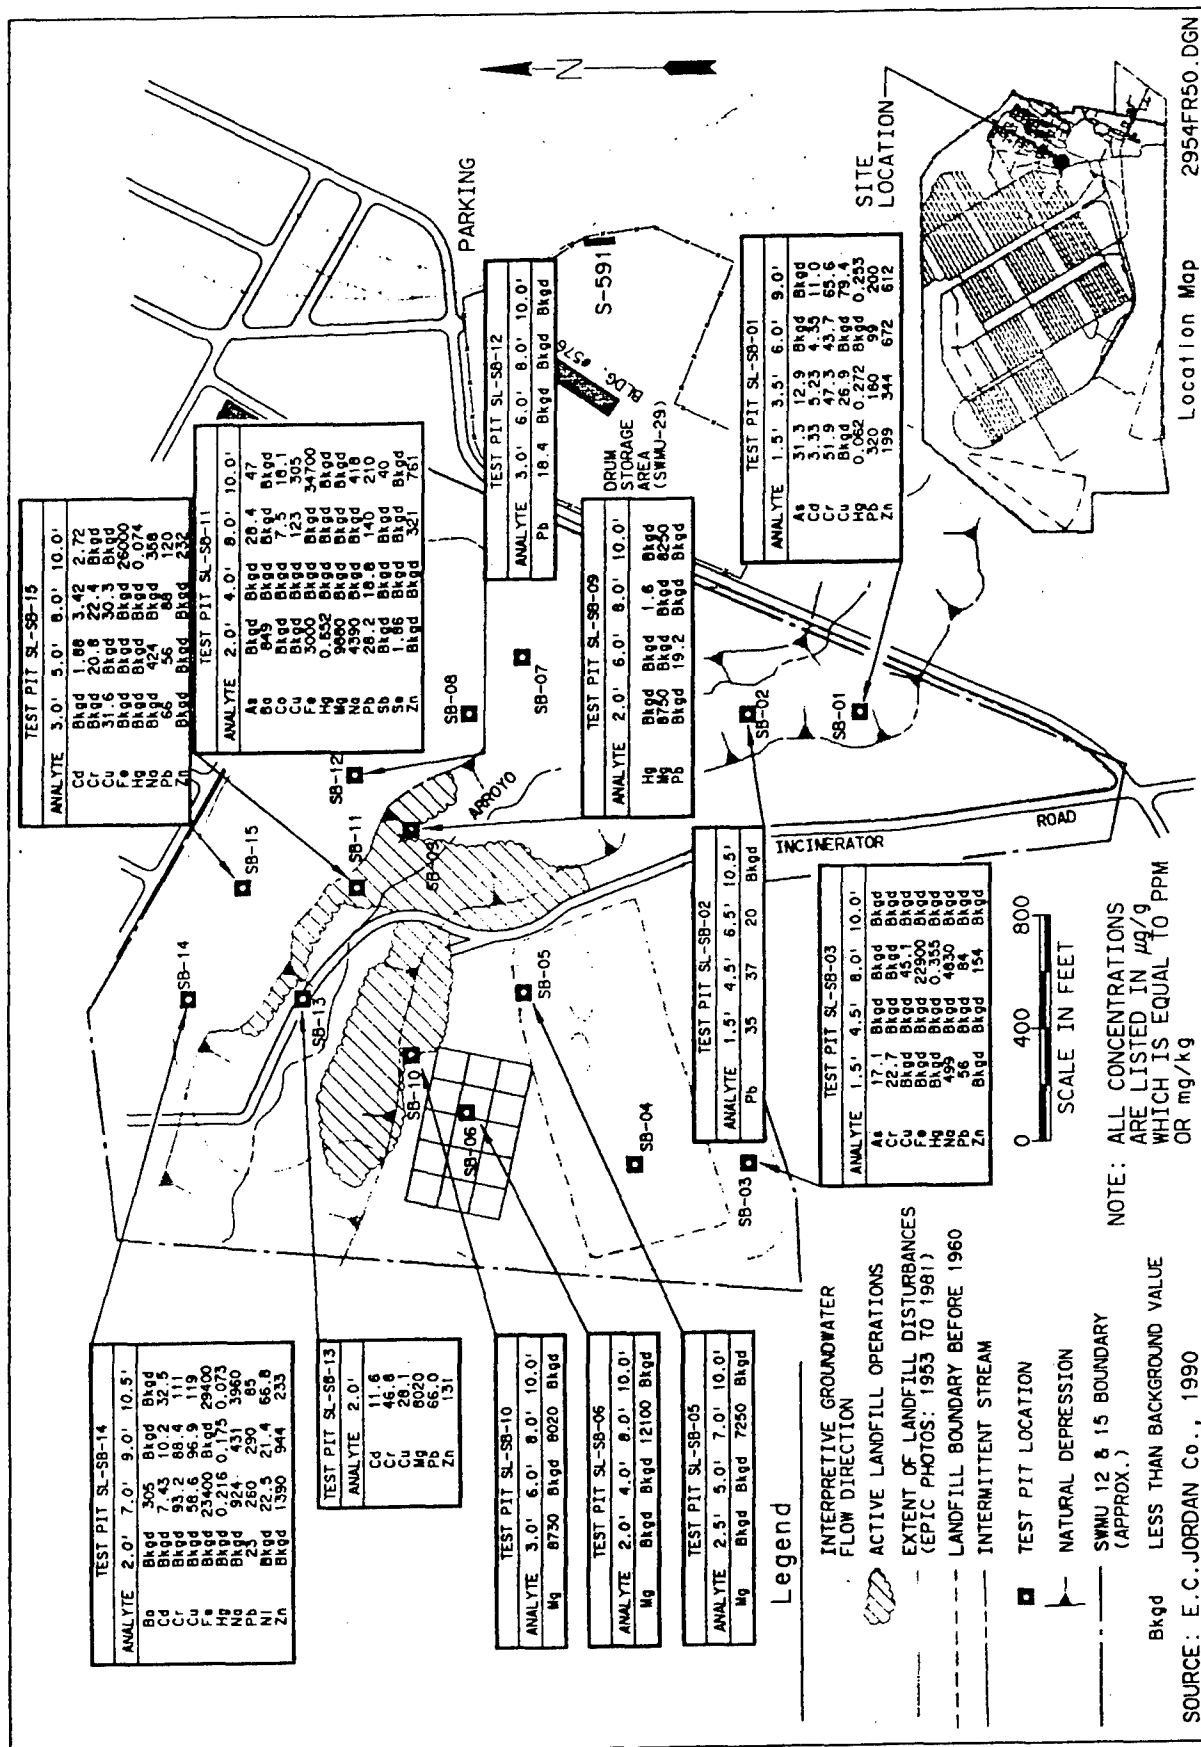 TEST PIT SL-SB-14
ANALYTE 2.0' 7.0' 9.0' 10.5'
Ba Bkgd 305 Bkgd Bkgd
Cd Bkgd 7.43 10.2 32.5
Cr Bkgd 93.2 88.4 111
Cu Bkgd 58.6 96.9 119
Fe Bkgd 23400 Bkgd 29400
Hg Bkgd 0.216 0.175 0.073
Na Bkgd 924 431 3960
Pb 23 260 290 85
Ni Bkgd 22.5 21.4 66.8
Zn Bkgd 1390 944 233
TEST PIT SL-SB-15
ANALYTE 3.0' 5.0' 8.0' 10.0'
Cd Bkgd 1.88 3.42 2.72
Cr Bkgd 20.8 22.4 Bkgd
Cu 31.6 Bkgd 30.3 Bkgd
Fe Bkgd Bkgd Bkgd 26000
Hg Bkgd Bkgd Bkgd 0.074
Na Bkgd 424 Bkgd 358
Pb 66 56 88 120
Zn Bkgd Bkgd Bkgd 232
TEST PIT SL-SB-11
ANALYTE 2.0' 4.0' 8.0' 10.0'
As Bkgd Bkgd 28.4 47
Ba 849 Bkgd Bkgd Bkgd
Co Bkgd Bkgd 7.5 18.1
Cu Bkgd Bkgd 123 305
Fe 3000 Bkgd Bkgd 34700
Hg 0.652 Bkgd Bkgd Bkgd
Mg 9880 Bkgd Bkgd Bkgd
Na 4390 Bkgd Bkgd 418
Pb 28.2 18.8 140 210
Sb Bkgd Bkgd Bkgd 40
Se 1.86 Bkgd Bkgd Bkgd
Zn Bkgd Bkgd 321 761
N
PARKING
SB-14
SB-15
SB-13
SB-11
SB-12
SB-08
SB-10
SB-09
ARROYO
SB-07
SB-06
SB-05
SB-04
SB-03
SB-02
SB-01
TEST PIT SL-SB-13
ANALYTE 2.0'
Cd 11.6
Cr 46.8
Cu 28.1
Mg 8020
Pb 66.0
Zn 131
TEST PIT SL-SB-12
ANALYTE 3.0' 6.0' 8.0' 10.0'
Pb 18.4 Bkgd Bkgd Bkgd
BLDG. #576
S-591
DRUM
STORAGE
AREA
(SWMU-29)
TEST PIT SL-SB-10
ANALYTE 3.0' 6.0' 8.0' 10.0'
Mg 8730 Bkgd 8020 Bkgd
TEST PIT SL-SB-09
ANALYTE 2.0' 6.0' 8.0' 10.0'
Hg Bkgd Bkgd 1.6 Bkgd
Mg 8750 Bkgd Bkgd 8250
Pb Bkgd 19.2 Bkgd Bkgd
TEST PIT SL-SB-06
ANALYTE 2.0' 4.0' 8.0' 10.0'
Mg Bkgd Bkgd 12100 Bkgd
TEST PIT SL-SB-05
ANALYTE 2.5' 5.0' 7.0' 10.0'
Mg Bkgd Bkgd 7250 Bkgd
TEST PIT SL-SB-02
ANALYTE 1.5' 4.5' 6.5' 10.5'
Pb 35 37 20 Bkgd
TEST PIT SL-SB-01
ANALYTE 1.5' 3.5' 6.0' 9.0'
As 31.3 12.9 Bkgd Bkgd
Cd 3.33 5.23 4.35 11.0
Cr 51.9 47.3 43.7 65.6
Cu Bkgd 26.9 Bkgd 79.4
Hg 0.062 0.272 Bkgd 0.253
Pb 320 160 99 200
Zn 199 344 672 612
INCINERATOR
ROAD
TEST PIT SL-SB-03
ANALYTE 1.5' 4.5' 8.0' 10.0'
As 17.1 Bkgd Bkgd Bkgd
Cr 22.7 Bkgd Bkgd Bkgd
Cu Bkgd Bkgd 45.1 Bkgd
Fe Bkgd Bkgd 22900 Bkgd
Hg Bkgd Bkgd 0.355 Bkgd
Na 499 Bkgd 4830 Bkgd
Pb 56 Bkgd 84 Bkgd
Zn Bkgd Bkgd 154 Bkgd
SITE
LOCATION
Legend
INTERPRETIVE GROUNDWATER
FLOW DIRECTION
ACTIVE LANDFILL OPERATIONS
EXTENT OF LANDFILL DISTURBANCES
(EPIC PHOTOS: 1953 TO 1981)
LANDFILL BOUNDARY BEFORE 1960
INTERMITTENT STREAM
TEST PIT LOCATION
NATURAL DEPRESSION
SWMU 12 & 15 BOUNDARY
(APPROX.)
Bkgd LESS THAN BACKGROUND VALUE
0 400 800
SCALE IN FEET
NOTE: ALL CONCENTRATIONS
ARE LISTED IN µg/g
WHICH IS EQUAL TO PPM
OR mg/kg
SOURCE: E.C.JORDAN Co., 1990
Location Map
2954FR50.DGN